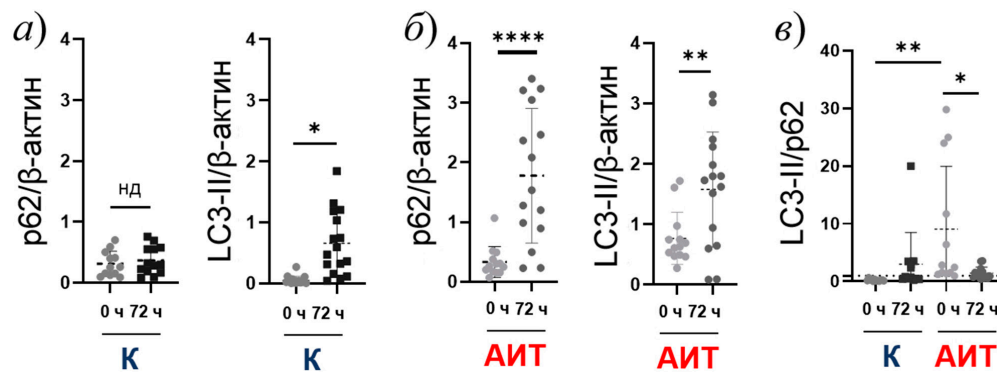 а)
p62/β-актин
4
3
2
1
0
нд
0 ч 72 ч
К
LC3-II/β-актин
4
3
2
1
0
*
0 ч 72 ч
К
б)
p62/β-актин
4
3
2
1
0
****
0 ч 72 ч
АИТ
LC3-II/β-актин
4
3
2
1
0
**
0 ч 72 ч
АИТ
в)
LC3-II/p62
40
30
20
10
0
**
*
0 ч 72 ч 0 ч 72 ч
К АИТ